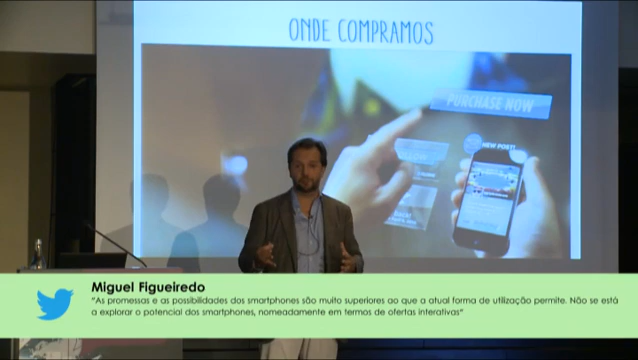 ONDE COMPRAMOS
PURCHASE NOW
NEW POST!
Miguel Figueiredo
"As promessas e as possibilidades dos smartphones são muito superiores ao que a atual forma de utilização permite. Não se está
a explorar o potencial dos smartphones, nomeadamente em termos de ofertas interativas"